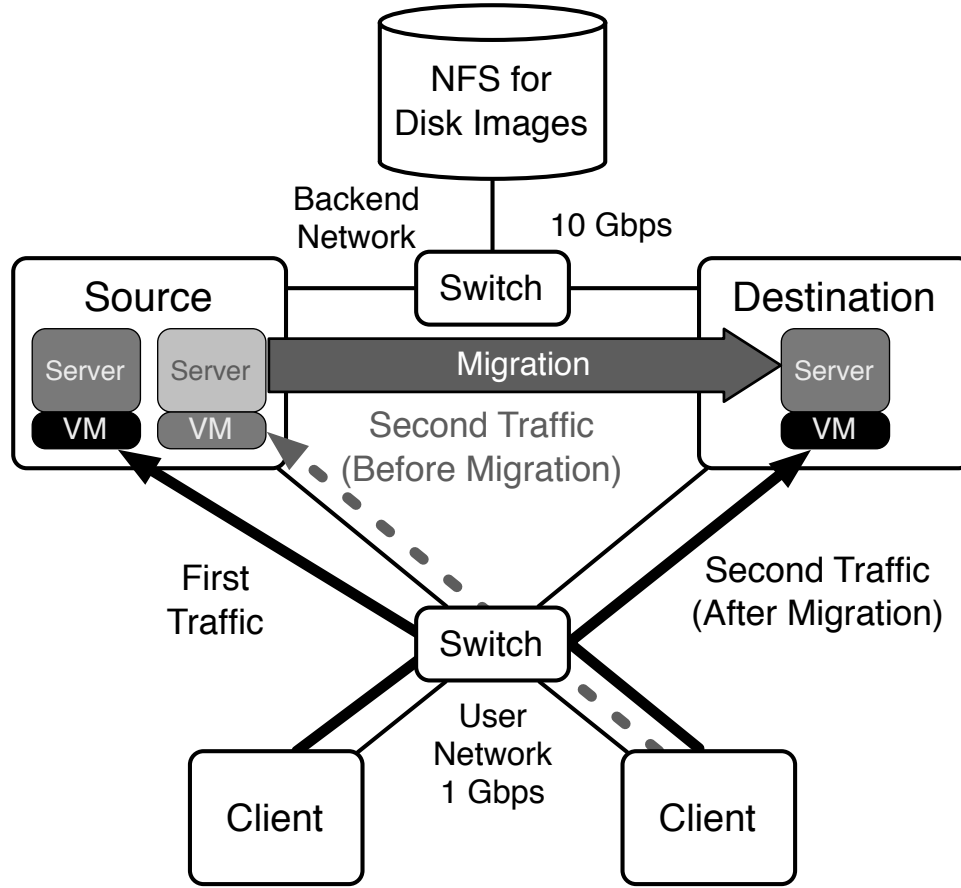 NFS for
Disk Images
Backend
Network
10 Gbps
Switch
Source
Destination
Server
Server
Migration
Server
VM
VM
VM
Second Traffic
(Before Migration)
First
Traffic
Second Traffic
(After Migration)
Switch
User
Network
1 Gbps
Client
Client